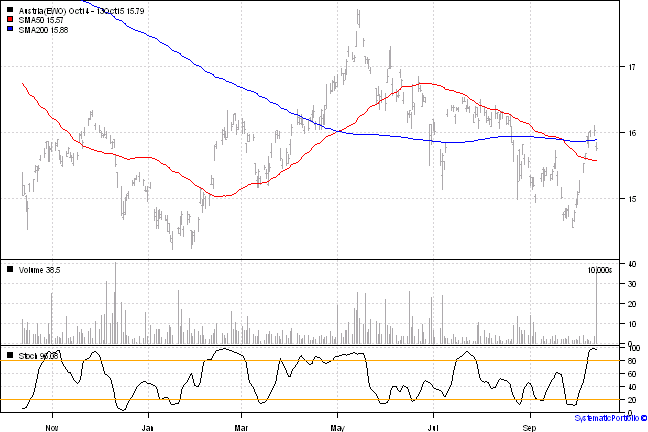 Austria(EWO) Oct14 - 13Oct15 15.79
SMA50 15.57
SMA200 15.88
17
16
15
Volume 38.5
10,000s
40
30
20
10
0
Stoch
100
80
60
40
20
0
Nov Jan Mar May Jul Sep
SystematicPortfolio ©